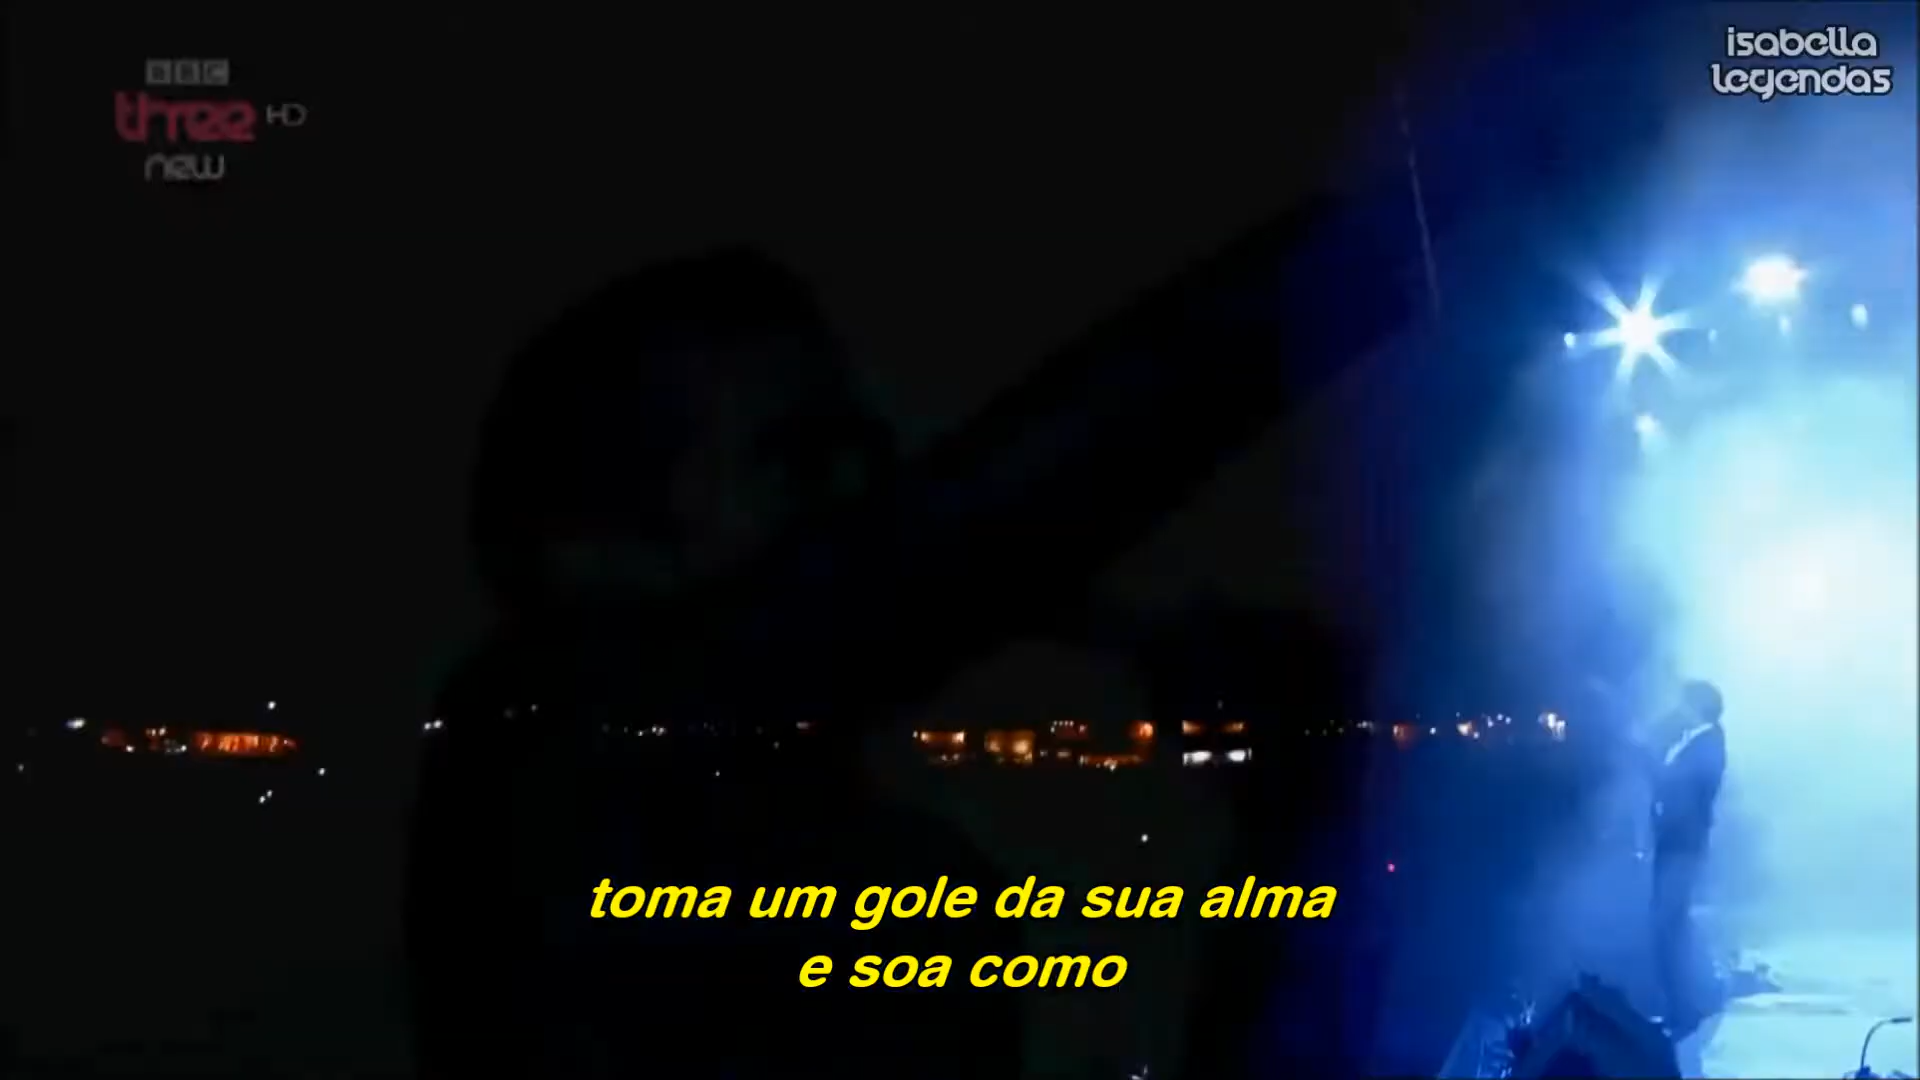 isabella
legendas
BBC
three HD
new
toma um gole da sua alma
e soa como